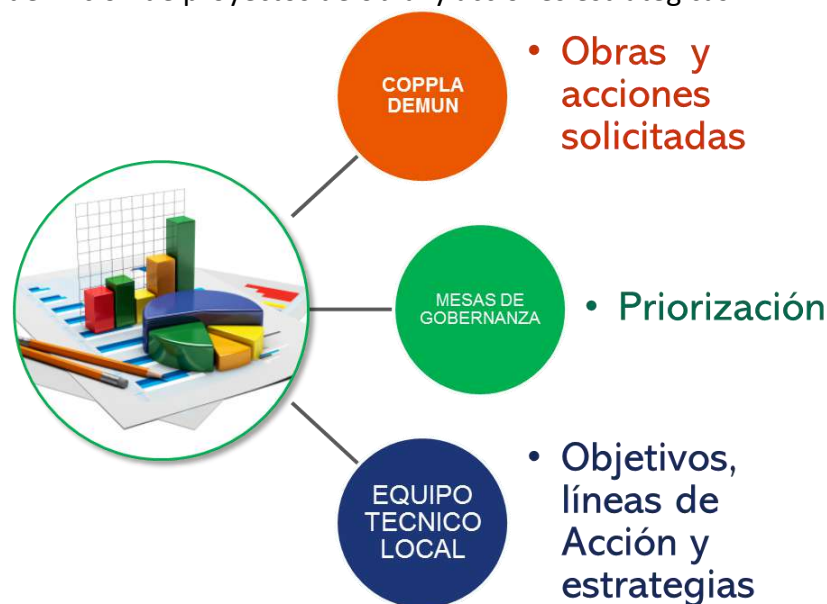 COPPLA
DEMUN
• Obras y
acciones
solicitadas
MESAS DE
GOBERNANZA
• Priorización
EQUIPO
TECNICO
LOCAL
• Objetivos,
líneas de
Acción y
estrategias